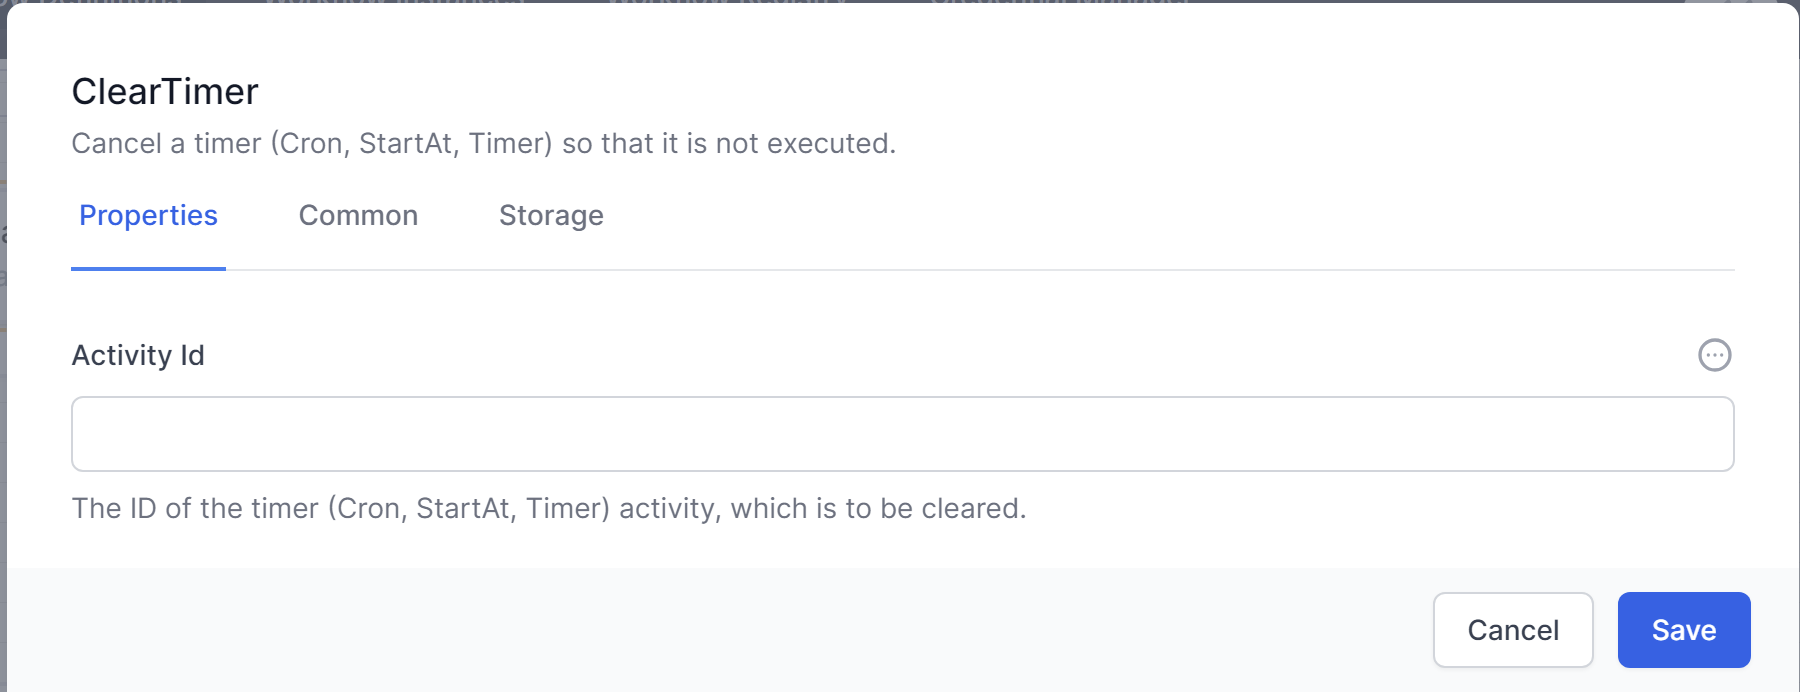 ClearTimer
Cancel a timer (Cron, StartAt, Timer) so that it is not executed.
Properties Common Storage
Activity Id
The ID of the timer (Cron, StartAt, Timer) activity, which is to be cleared.
Cancel Save